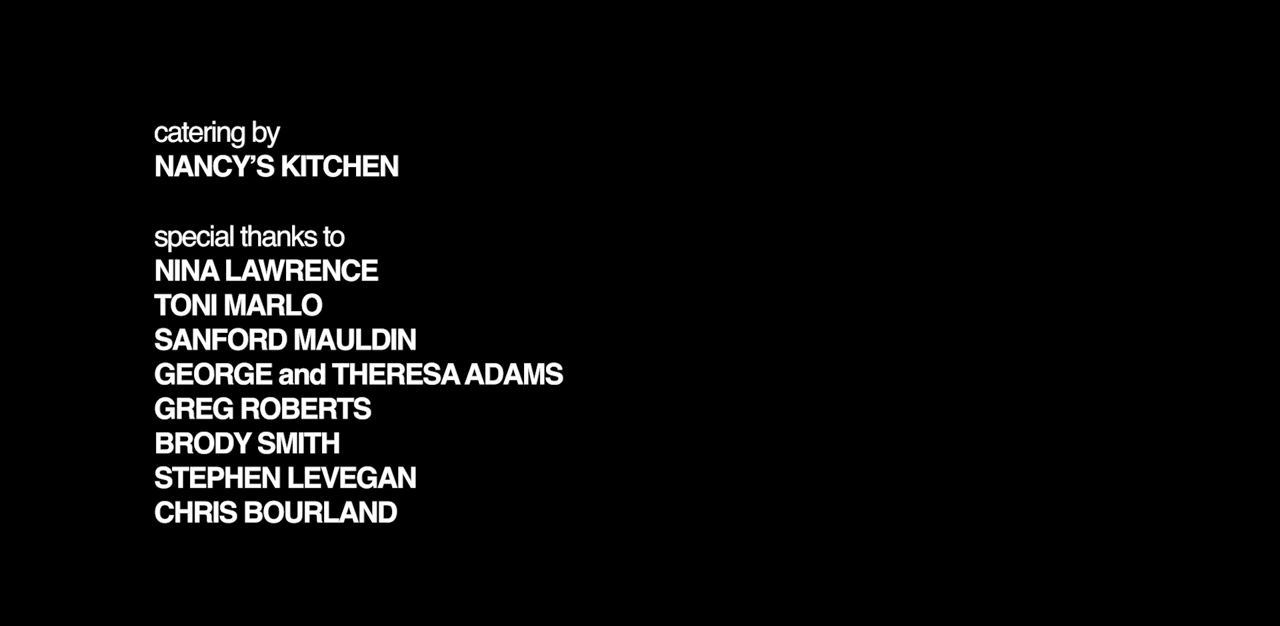 catering by
NANCY’S KITCHEN
special thanks to
NINA LAWRENCE
TONI MARLO
SANFORD MAULDIN
GEORGE and THERESA ADAMS
GREG ROBERTS
BRODY SMITH
STEPHEN LEVEGAN
CHRIS BOURLAND